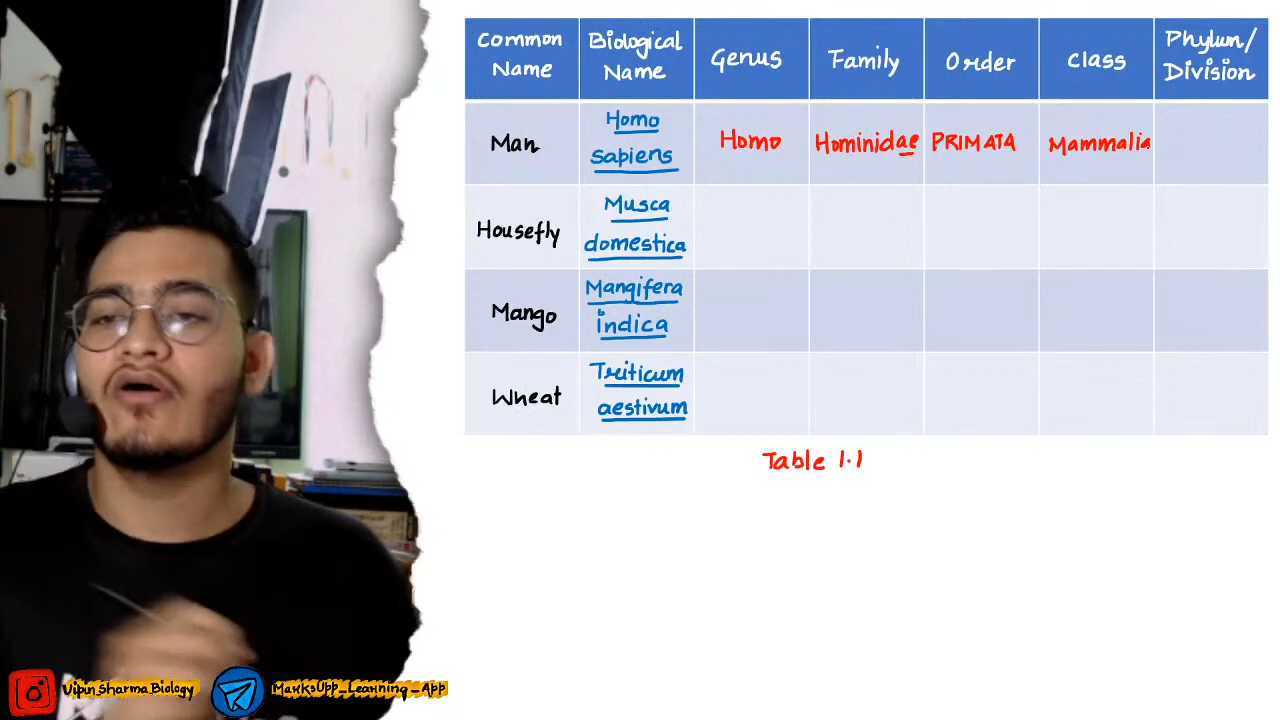 Common Name
Biological Name
Genus
Family
Order
Class
Phylum/ Division
Man
Homo sapiens
Homo
Hominidae
PRIMATA
Mammalia
Housefly
Musca domestica
Mango
Mangifera indica
Wheat
Triticum aestivum
Table 1.1
Vipin_Sharma_Biology
MarksUpp_Learning_App